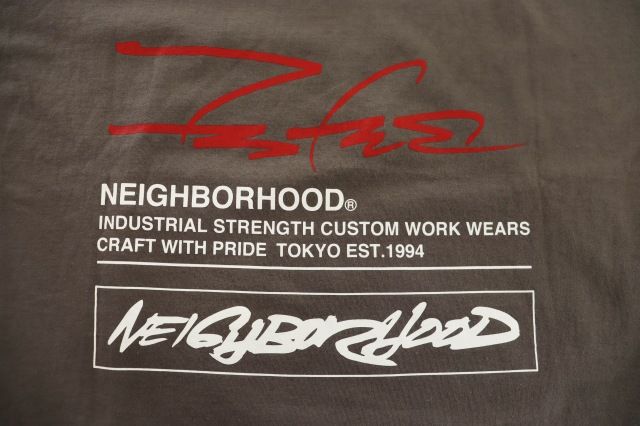 NEIGHBORHOOD®
INDUSTRIAL STRENGTH CUSTOM WORK WEARS
CRAFT WITH PRIDE TOKYO EST.1994
NEIGHBORHOOD